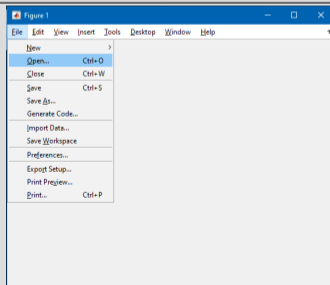 Figure 1
File Edit View Insert Tools Desktop Window Help
New
Open... Ctrl+O
Close Ctrl+W
Save Ctrl+S
Save As...
Generate Code...
Import Data...
Save Workspace
Preferences...
Export Setup...
Print Preview...
Print... Ctrl+P